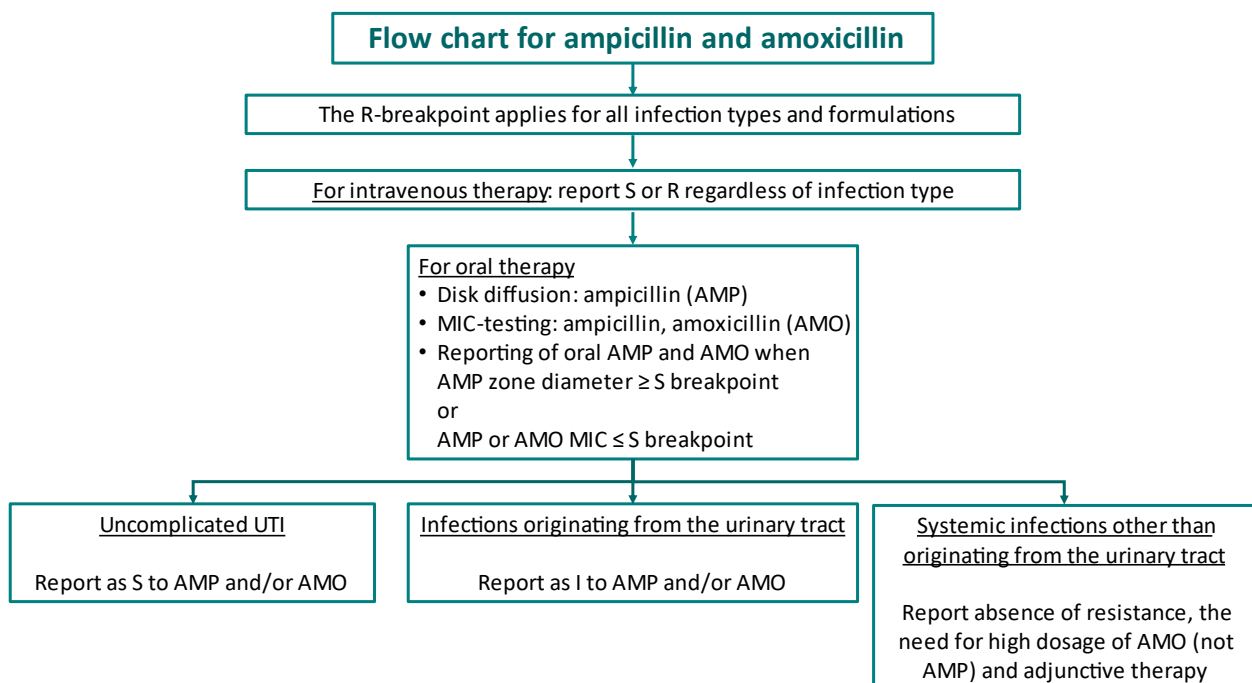 Flow chart for ampicillin and amoxicillin
The R-breakpoint applies for all infection types and formulations
For intravenous therapy: report S or R regardless of infection type
For oral therapy
• Disk diffusion: ampicillin (AMP)
• MIC-testing: ampicillin, amoxicillin (AMO)
• Reporting of oral AMP and AMO when
AMP zone diameter ≥ S breakpoint
or
AMP or AMO MIC ≤ S breakpoint
Uncomplicated UTI
Report as S to AMP and/or AMO
Infections originating from the urinary tract
Report as I to AMP and/or AMO
Systemic infections other than
originating from the urinary tract
Report absence of resistance, the
need for high dosage of AMO (not
AMP) and adjunctive therapy